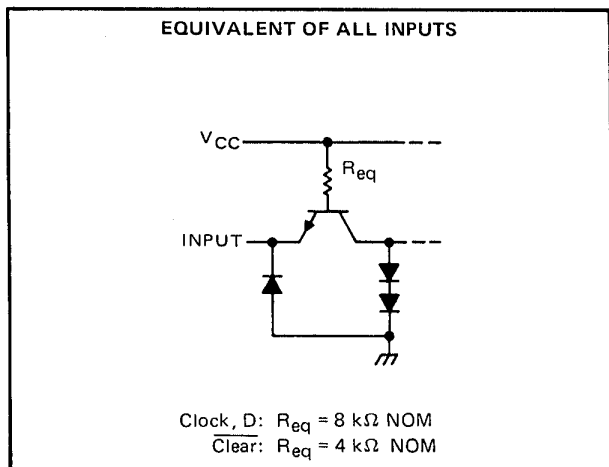 EQUIVALENT OF ALL INPUTS
VCC
Req
INPUT
Clock, D: Req = 8 kΩ NOM
Clear: Req = 4 kΩ NOM